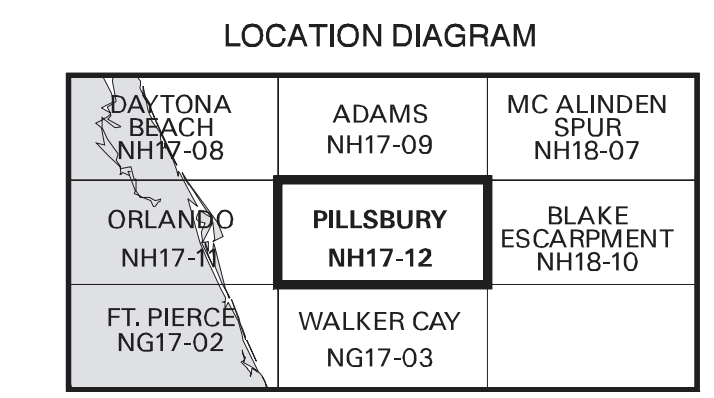 LOCATION DIAGRAM
DAYTONA
BEACH
NH17-08
ADAMS
NH17-09
MC ALINDEN
SPUR
NH18-07
ORLANDO
NH17-11
PILLSBURY
NH17-12
BLAKE
ESCARPMENT
NH18-10
FT. PIERCE
NG17-02
WALKER CAY
NG17-03